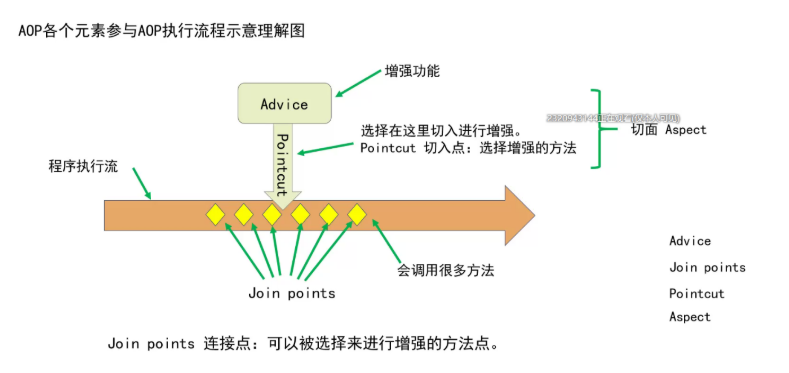 AOP各个元素参与AOP执行流程示意理解图
增强功能
Advice
Pointcut
选择在这里切入进行增强。
Pointcut 切入点：选择增强的方法
切面 Aspect
程序执行流
会调用很多方法
Join points
Advice
Join points
Pointcut
Aspect
Join points 连接点：可以被选择来进行增强的方法点。